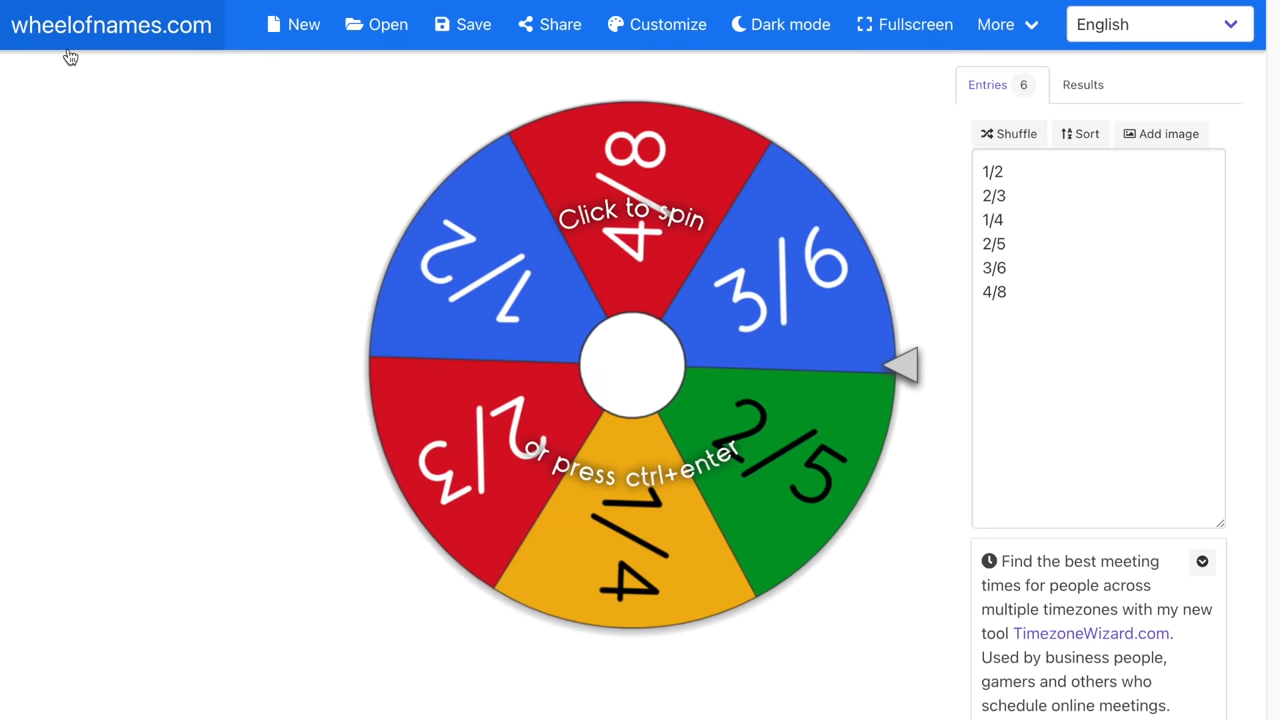 wheelofnames.com
New
Open
Save
Share
Customize
Dark mode
Fullscreen
More
English
Entries 6
Results
Shuffle
Sort
Add image
1/2
2/3
1/4
2/5
3/6
4/8
4/8
3/6
1/2
Click to spin
2/3
2/5
or press ctrl+enter
1/4
Find the best meeting
times for people across
multiple timezones with my new
tool TimezoneWizard.com.
Used by business people,
gamers and others who
schedule online meetings.